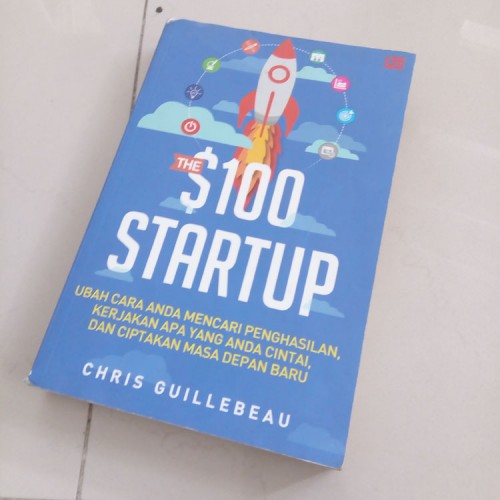 THE
$100
STARTUP
UBAH CARA ANDA MENCARI PENGHASILAN,
KERJAKAN APA YANG ANDA CINTAI,
DAN CIPTAKAN MASA DEPAN BARU
CHRIS GUILLEBEAU